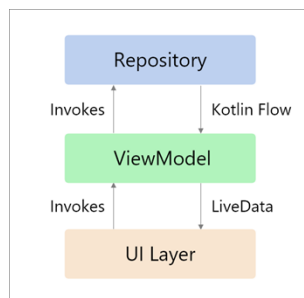 Repository
Invokes
Kotlin Flow
ViewModel
Invokes
LiveData
UI Layer